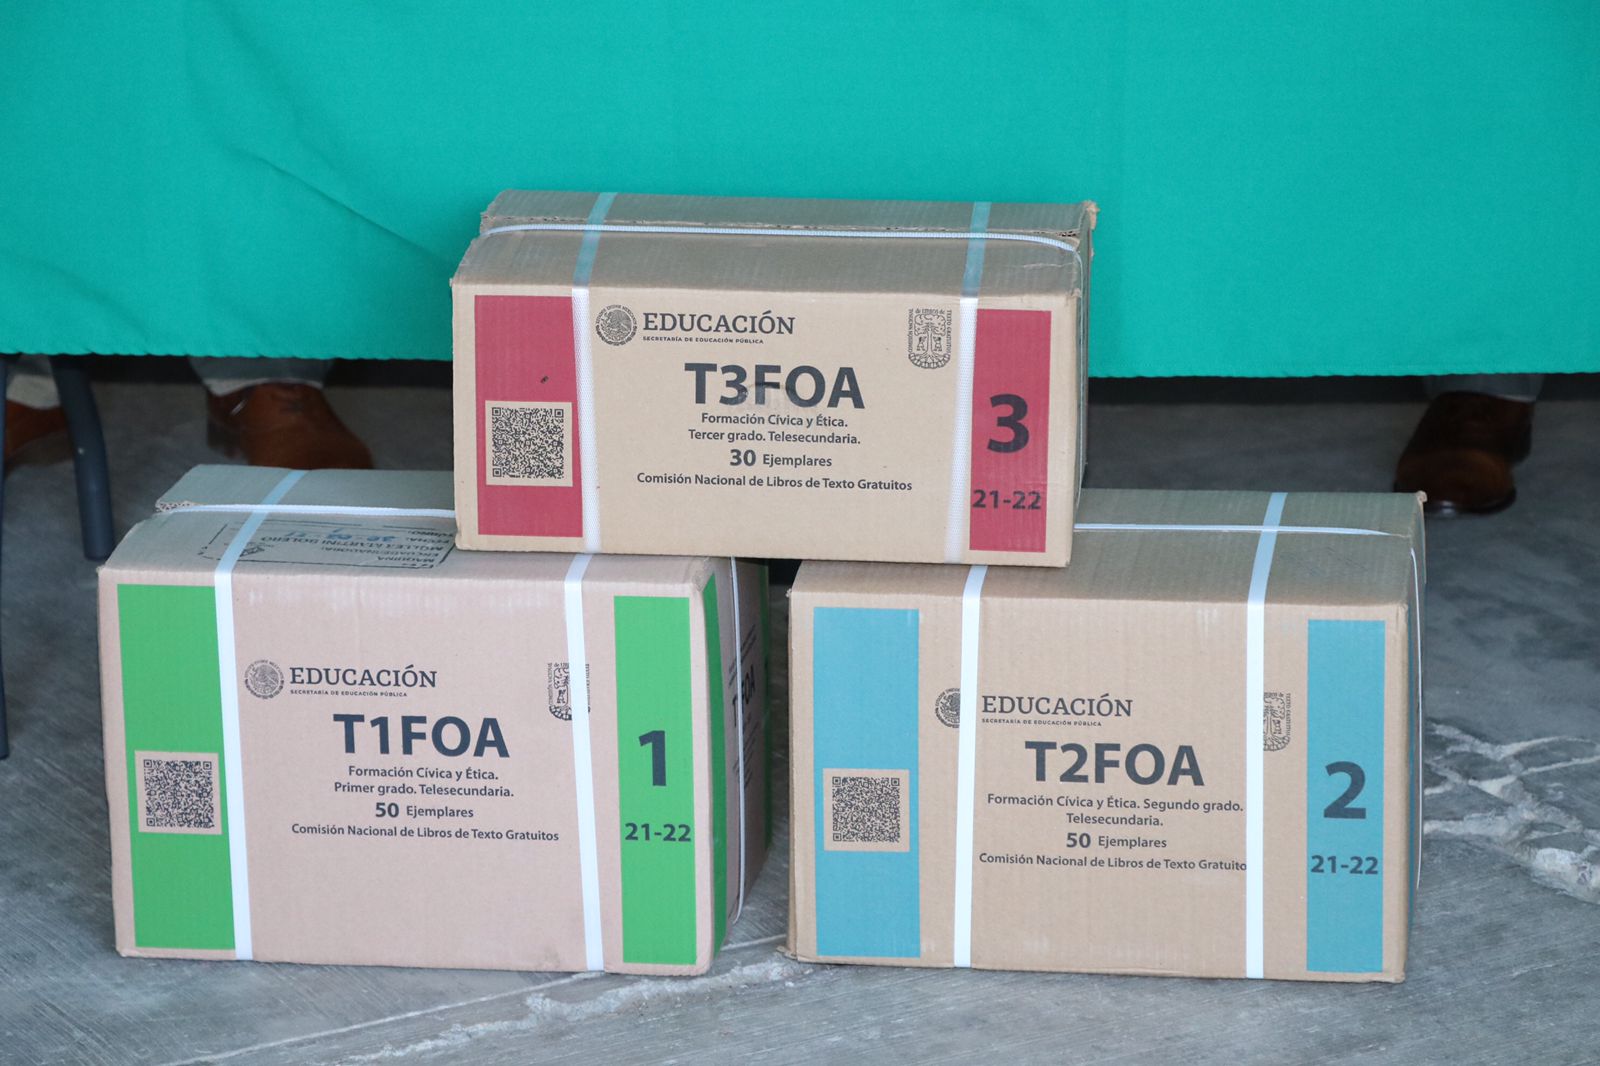 EDUCACIÓN
SECRETARÍA DE EDUCACIÓN PÚBLICA
T3FOA
Formación Cívica y Ética.
Tercer grado. Telesecundaria.
30 Ejemplares
Comisión Nacional de Libros de Texto Gratuitos
3
21-22
EDUCACIÓN
SECRETARÍA DE EDUCACIÓN PÚBLICA
T1FOA
Formación Cívica y Ética.
Primer grado. Telesecundaria.
50 Ejemplares
Comisión Nacional de Libros de Texto Gratuitos
1
21-22
EDUCACIÓN
SECRETARÍA DE EDUCACIÓN PÚBLICA
T2FOA
Formación Cívica y Ética. Segundo grado.
Telesecundaria.
50 Ejemplares
Comisión Nacional de Libros de Texto Gratuito
2
21-22